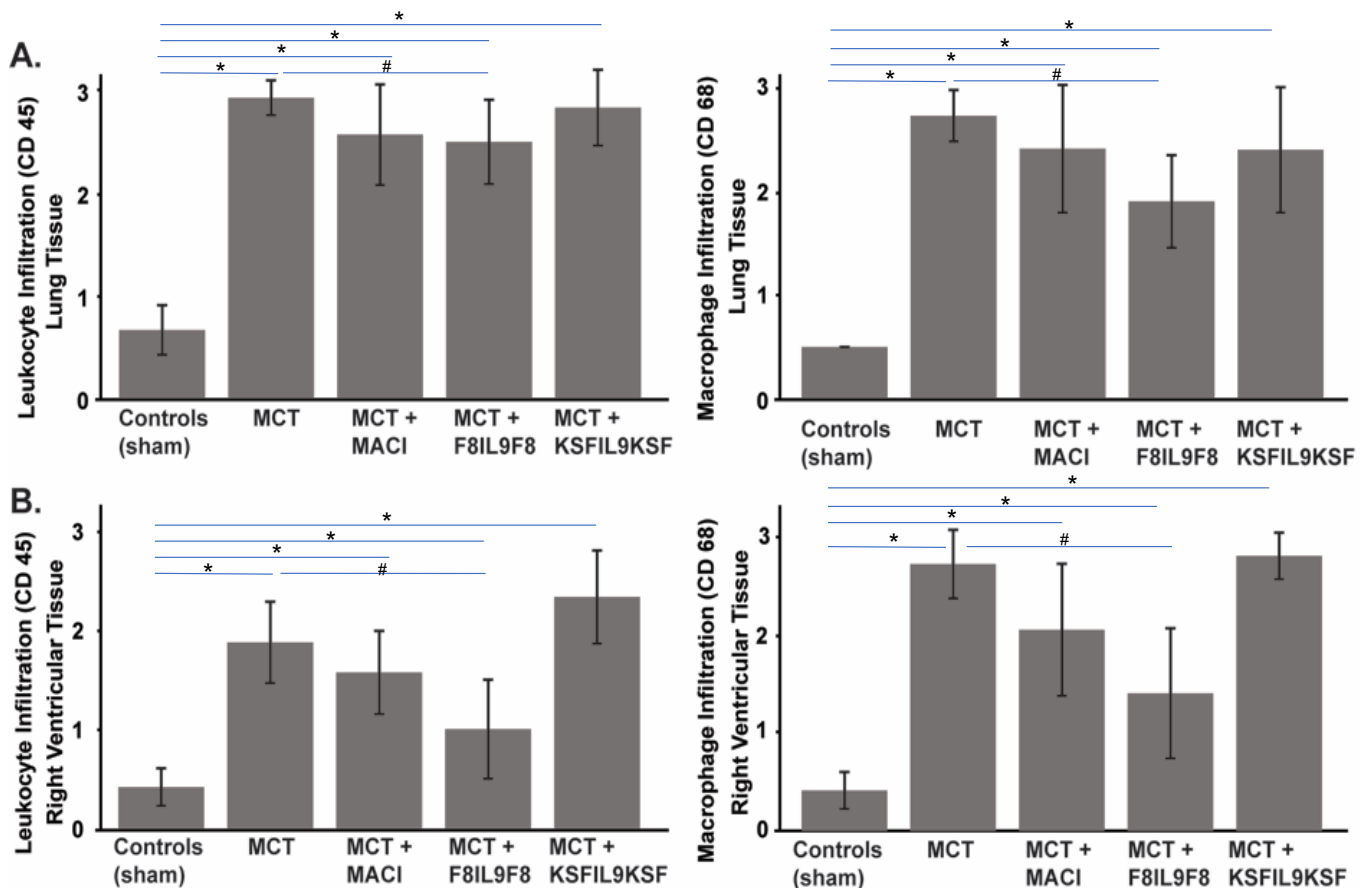 A.
Leukocyte Infiltration (CD 45)
Lung Tissue
3
2
1
0
*
*
*
*
#
Controls
(sham)
MCT
MCT +
MACI
MCT +
F8IL9F8
MCT +
KSFIL9KSF
Macrophage Infiltration (CD 68)
Lung Tissue
3
2
1
0
*
*
*
*
#
Controls
(sham)
MCT
MCT +
MACI
MCT +
F8IL9F8
MCT +
KSFIL9KSF
B.
Leukocyte Infiltration (CD 45)
Right Ventricular Tissue
3
2
1
0
*
*
*
*
#
Controls
(sham)
MCT
MCT +
MACI
MCT +
F8IL9F8
MCT +
KSFIL9KSF
Macrophage Infiltration (CD 68)
Right Ventricular Tissue
3
2
1
0
*
*
*
*
#
Controls
(sham)
MCT
MCT +
MACI
MCT +
F8IL9F8
MCT +
KSFIL9KSF